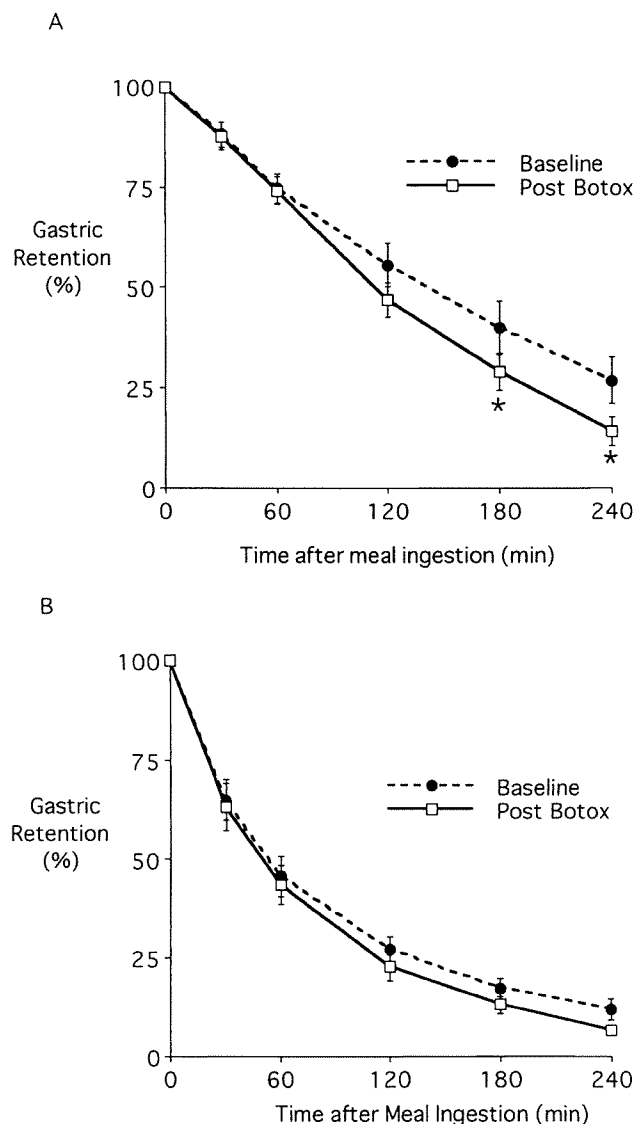 A
100
75
50
25
0
Gastric
Retention
(%)
Baseline
Post Botox
*
*
0 60 120 180 240
Time after meal ingestion (min)
B
100
75
50
25
0
Gastric
Retention
(%)
Baseline
Post Botox
0 60 120 180 240
Time after Meal Ingestion (min)